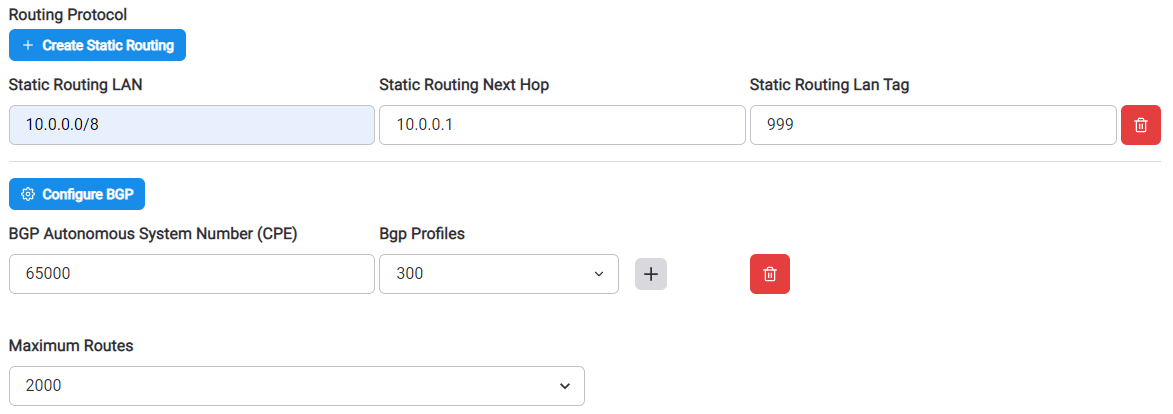 Routing Protocol
Create Static Routing
Static Routing LAN Static Routing Next Hop Static Routing Lan Tag
10.0.0.0/8 10.0.0.1 999
Configure BGP
BGP Autonomous System Number (CPE) Bgp Profiles
65000 300
Maximum Routes
2000